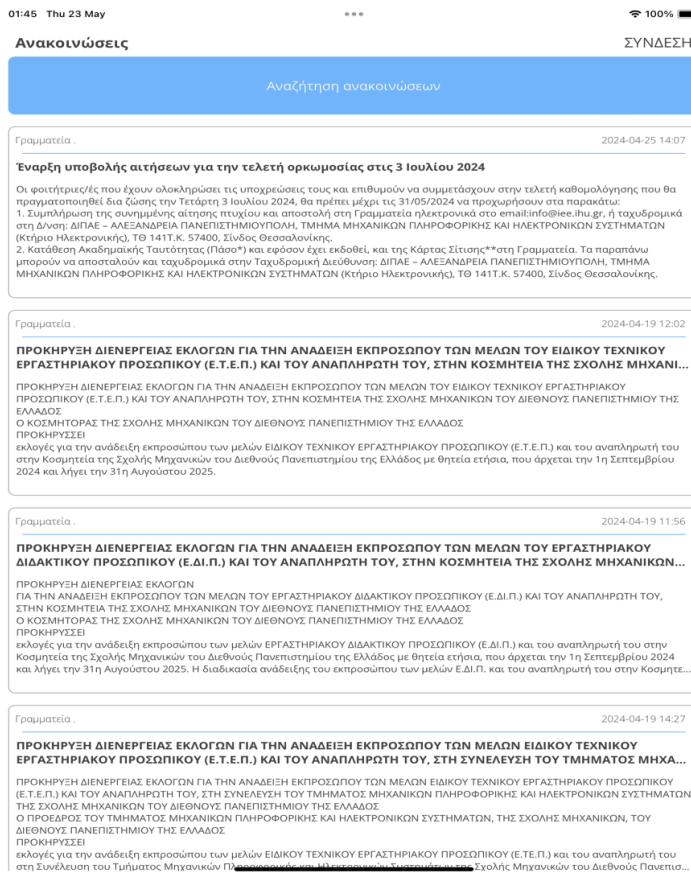 01:45 Thu 23 May
100%
Ανακοινώσεις
ΣΥΝΔΕΣΗ
Αναζήτηση ανακοινώσεων
Γραμματεία .
2024-04-25 14:07
Έναρξη υποβολής αιτήσεων για την τελετή ορκωμοσίας στις 3 Ιουλίου 2024
Οι φοιτήτριες/ές που έχουν ολοκληρώσει τις υποχρεώσεις τους και επιθυμούν να συμμετάσχουν στην τελετή καθομολόγησης που θα
πραγματοποιηθεί δια ζώσης την Τετάρτη 3 Ιουλίου 2024, θα πρέπει μέχρι τις 31/05/2024 να προχωρήσουν στα παρακάτω:
1. Συμπλήρωση της συνημμένης αίτησης πτυχίου και αποστολή στη Γραμματεία ηλεκτρονικά στο email:info@iee.ihu.gr, ή ταχυδρομικά
στη Δ/νση: ΔΙΠΑΕ – ΑΛΕΞΑΝΔΡΕΙΑ ΠΑΝΕΠΙΣΤΗΜΙΟΥΠΟΛΗ, ΤΜΗΜΑ ΜΗΧΑΝΙΚΩΝ ΠΛΗΡΟΦΟΡΙΚΗΣ ΚΑΙ ΗΛΕΚΤΡΟΝΙΚΩΝ ΣΥΣΤΗΜΑΤΩΝ
(Κτήριο Ηλεκτρονικής), ΤΘ 141Τ.Κ. 57400, Σίνδος Θεσσαλονίκης.
2. Κατάθεση Ακαδημαϊκής Ταυτότητας (Πάσο*) και εφόσον έχει εκδοθεί, και της Κάρτας Σίτισης**στη Γραμματεία. Τα παραπάνω
μπορούν να αποσταλούν και ταχυδρομικά στην Ταχυδρομική Διεύθυνση: ΔΙΠΑΕ – ΑΛΕΞΑΝΔΡΕΙΑ ΠΑΝΕΠΙΣΤΗΜΙΟΥΠΟΛΗ, ΤΜΗΜΑ
ΜΗΧΑΝΙΚΩΝ ΠΛΗΡΟΦΟΡΙΚΗΣ ΚΑΙ ΗΛΕΚΤΡΟΝΙΚΩΝ ΣΥΣΤΗΜΑΤΩΝ (Κτήριο Ηλεκτρονικής), ΤΘ 141Τ.Κ. 57400, Σίνδος Θεσσαλονίκης.
Γραμματεία .
2024-04-19 12:02
ΠΡΟΚΗΡΥΞΗ ΔΙΕΝΕΡΓΕΙΑΣ ΕΚΛΟΓΩΝ ΓΙΑ ΤΗΝ ΑΝΑΔΕΙΞΗ ΕΚΠΡΟΣΩΠΟΥ ΤΩΝ ΜΕΛΩΝ ΤΟΥ ΕΙΔΙΚΟΥ ΤΕΧΝΙΚΟΥ
ΕΡΓΑΣΤΗΡΙΑΚΟΥ ΠΡΟΣΩΠΙΚΟΥ (Ε.Τ.Ε.Π.) ΚΑΙ ΤΟΥ ΑΝΑΠΛΗΡΩΤΗ ΤΟΥ, ΣΤΗΝ ΚΟΣΜΗΤΕΙΑ ΤΗΣ ΣΧΟΛΗΣ ΜΗΧΑΝΙ...
ΠΡΟΚΗΡΥΞΗ ΔΙΕΝΕΡΓΕΙΑΣ ΕΚΛΟΓΩΝ ΓΙΑ ΤΗΝ ΑΝΑΔΕΙΞΗ ΕΚΠΡΟΣΩΠΟΥ ΤΩΝ ΜΕΛΩΝ ΤΟΥ ΕΙΔΙΚΟΥ ΤΕΧΝΙΚΟΥ ΕΡΓΑΣΤΗΡΙΑΚΟΥ
ΠΡΟΣΩΠΙΚΟΥ (Ε.Τ.Ε.Π.) ΚΑΙ ΤΟΥ ΑΝΑΠΛΗΡΩΤΗ ΤΟΥ, ΣΤΗΝ ΚΟΣΜΗΤΕΙΑ ΤΗΣ ΣΧΟΛΗΣ ΜΗΧΑΝΙΚΩΝ ΤΟΥ ΔΙΕΘΝΟΥΣ ΠΑΝΕΠΙΣΤΗΜΙΟΥ ΤΗΣ
ΕΛΛΑΔΟΣ
Ο ΚΟΣΜΗΤΟΡΑΣ ΤΗΣ ΣΧΟΛΗΣ ΜΗΧΑΝΙΚΩΝ ΤΟΥ ΔΙΕΘΝΟΥΣ ΠΑΝΕΠΙΣΤΗΜΙΟΥ ΤΗΣ ΕΛΛΑΔΟΣ
ΠΡΟΚΗΡΥΣΣΕΙ
εκλογές για την ανάδειξη εκπροσώπου των μελών ΕΙΔΙΚΟΥ ΤΕΧΝΙΚΟΥ ΕΡΓΑΣΤΗΡΙΑΚΟΥ ΠΡΟΣΩΠΙΚΟΥ (Ε.Τ.Ε.Π.) και του αναπληρωτή του
στην Κοσμητεία της Σχολής Μηχανικών του Διεθνούς Πανεπιστημίου της Ελλάδος με θητεία ετήσια, που άρχεται την 1η Σεπτεμβρίου
2024 και λήγει την 31η Αυγούστου 2025.
Γραμματεία .
2024-04-19 11:56
ΠΡΟΚΗΡΥΞΗ ΔΙΕΝΕΡΓΕΙΑΣ ΕΚΛΟΓΩΝ ΓΙΑ ΤΗΝ ΑΝΑΔΕΙΞΗ ΕΚΠΡΟΣΩΠΟΥ ΤΩΝ ΜΕΛΩΝ ΤΟΥ ΕΡΓΑΣΤΗΡΙΑΚΟΥ
ΔΙΔΑΚΤΙΚΟΥ ΠΡΟΣΩΠΙΚΟΥ (Ε.ΔΙ.Π.) ΚΑΙ ΤΟΥ ΑΝΑΠΛΗΡΩΤΗ ΤΟΥ, ΣΤΗΝ ΚΟΣΜΗΤΕΙΑ ΤΗΣ ΣΧΟΛΗΣ ΜΗΧΑΝΙΚΩΝ...
ΠΡΟΚΗΡΥΞΗ ΔΙΕΝΕΡΓΕΙΑΣ ΕΚΛΟΓΩΝ
ΓΙΑ ΤΗΝ ΑΝΑΔΕΙΞΗ ΕΚΠΡΟΣΩΠΟΥ ΤΩΝ ΜΕΛΩΝ ΤΟΥ ΕΡΓΑΣΤΗΡΙΑΚΟΥ ΔΙΔΑΚΤΙΚΟΥ ΠΡΟΣΩΠΙΚΟΥ (Ε.ΔΙ.Π.) ΚΑΙ ΤΟΥ ΑΝΑΠΛΗΡΩΤΗ ΤΟΥ,
ΣΤΗΝ ΚΟΣΜΗΤΕΙΑ ΤΗΣ ΣΧΟΛΗΣ ΜΗΧΑΝΙΚΩΝ ΤΟΥ ΔΙΕΘΝΟΥΣ ΠΑΝΕΠΙΣΤΗΜΙΟΥ ΤΗΣ ΕΛΛΑΔΟΣ
Ο ΚΟΣΜΗΤΟΡΑΣ ΤΗΣ ΣΧΟΛΗΣ ΜΗΧΑΝΙΚΩΝ ΤΟΥ ΔΙΕΘΝΟΥΣ ΠΑΝΕΠΙΣΤΗΜΙΟΥ ΤΗΣ ΕΛΛΑΔΟΣ
ΠΡΟΚΗΡΥΣΣΕΙ
εκλογές για την ανάδειξη εκπροσώπου των μελών ΕΡΓΑΣΤΗΡΙΑΚΟΥ ΔΙΔΑΚΤΙΚΟΥ ΠΡΟΣΩΠΙΚΟΥ (Ε.ΔΙ.Π.) και του αναπληρωτή του στην
Κοσμητεία της Σχολής Μηχανικών του Διεθνούς Πανεπιστημίου της Ελλάδος με θητεία ετήσια, που άρχεται την 1η Σεπτεμβρίου 2024
και λήγει την 31η Αυγούστου 2025. Η διαδικασία ανάδειξης του εκπροσώπου των μελών Ε.ΔΙ.Π. και του αναπληρωτή του στην Κοσμητε...
Γραμματεία .
2024-04-19 14:27
ΠΡΟΚΗΡΥΞΗ ΔΙΕΝΕΡΓΕΙΑΣ ΕΚΛΟΓΩΝ ΓΙΑ ΤΗΝ ΑΝΑΔΕΙΞΗ ΕΚΠΡΟΣΩΠΟΥ ΤΩΝ ΜΕΛΩΝ ΕΙΔΙΚΟΥ ΤΕΧΝΙΚΟΥ
ΕΡΓΑΣΤΗΡΙΑΚΟΥ ΠΡΟΣΩΠΙΚΟΥ (Ε.Τ.Ε.Π.) ΚΑΙ ΤΟΥ ΑΝΑΠΛΗΡΩΤΗ ΤΟΥ, ΣΤΗ ΣΥΝΕΛΕΥΣΗ ΤΟΥ ΤΜΗΜΑΤΟΣ ΜΗΧΑ...
ΠΡΟΚΗΡΥΞΗ ΔΙΕΝΕΡΓΕΙΑΣ ΕΚΛΟΓΩΝ ΓΙΑ ΤΗΝ ΑΝΑΔΕΙΞΗ ΕΚΠΡΟΣΩΠΟΥ ΤΩΝ ΜΕΛΩΝ ΕΙΔΙΚΟΥ ΤΕΧΝΙΚΟΥ ΕΡΓΑΣΤΗΡΙΑΚΟΥ ΠΡΟΣΩΠΙΚΟΥ
(Ε.Τ.Ε.Π.) ΚΑΙ ΤΟΥ ΑΝΑΠΛΗΡΩΤΗ ΤΟΥ, ΣΤΗ ΣΥΝΕΛΕΥΣΗ ΤΟΥ ΤΜΗΜΑΤΟΣ ΜΗΧΑΝΙΚΩΝ ΠΛΗΡΟΦΟΡΙΚΗΣ ΚΑΙ ΗΛΕΚΤΡΟΝΙΚΩΝ ΣΥΣΤΗΜΑΤΩΝ
ΤΗΣ ΣΧΟΛΗΣ ΜΗΧΑΝΙΚΩΝ ΤΟΥ ΔΙΕΘΝΟΥΣ ΠΑΝΕΠΙΣΤΗΜΙΟΥ ΤΗΣ ΕΛΛΑΔΟΣ
Ο ΠΡΟΕΔΡΟΣ ΤΟΥ ΤΜΗΜΑΤΟΣ ΜΗΧΑΝΙΚΩΝ ΠΛΗΡΟΦΟΡΙΚΗΣ ΚΑΙ ΗΛΕΚΤΡΟΝΙΚΩΝ ΣΥΣΤΗΜΑΤΩΝ, ΤΗΣ ΣΧΟΛΗΣ ΜΗΧΑΝΙΚΩΝ, ΤΟΥ
ΔΙΕΘΝΟΥΣ ΠΑΝΕΠΙΣΤΗΜΙΟΥ ΤΗΣ ΕΛΛΑΔΟΣ
ΠΡΟΚΗΡΥΣΣΕΙ
εκλογές για την ανάδειξη εκπροσώπου των μελών ΕΙΔΙΚΟΥ ΤΕΧΝΙΚΟΥ ΕΡΓΑΣΤΗΡΙΑΚΟΥ ΠΡΟΣΩΠΙΚΟΥ (Ε.ΤΕ.Π.) και του αναπληρωτή του
στη Συνέλευση του Τμήματος Μηχανικών Πληροφορικής και Ηλεκτρονικών Συστημάτων της Σχολής Μηχανικών του Διεθνούς Πανεπισ...